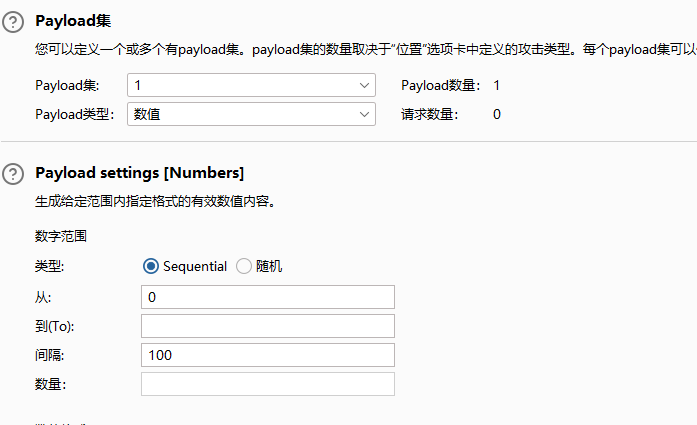 Payload集
您可以定义一个或多个有payload集。payload集的数量取决于“位置”选项卡中定义的攻击类型。每个payload集可以
Payload集: 1 Payload数量: 1
Payload类型: 数值 请求数量: 0
Payload settings [Numbers]
生成给定范围内指定格式的有效数值内容。
数字范围
类型: Sequential 随机
从: 0
到(To):
间隔: 100
数量: